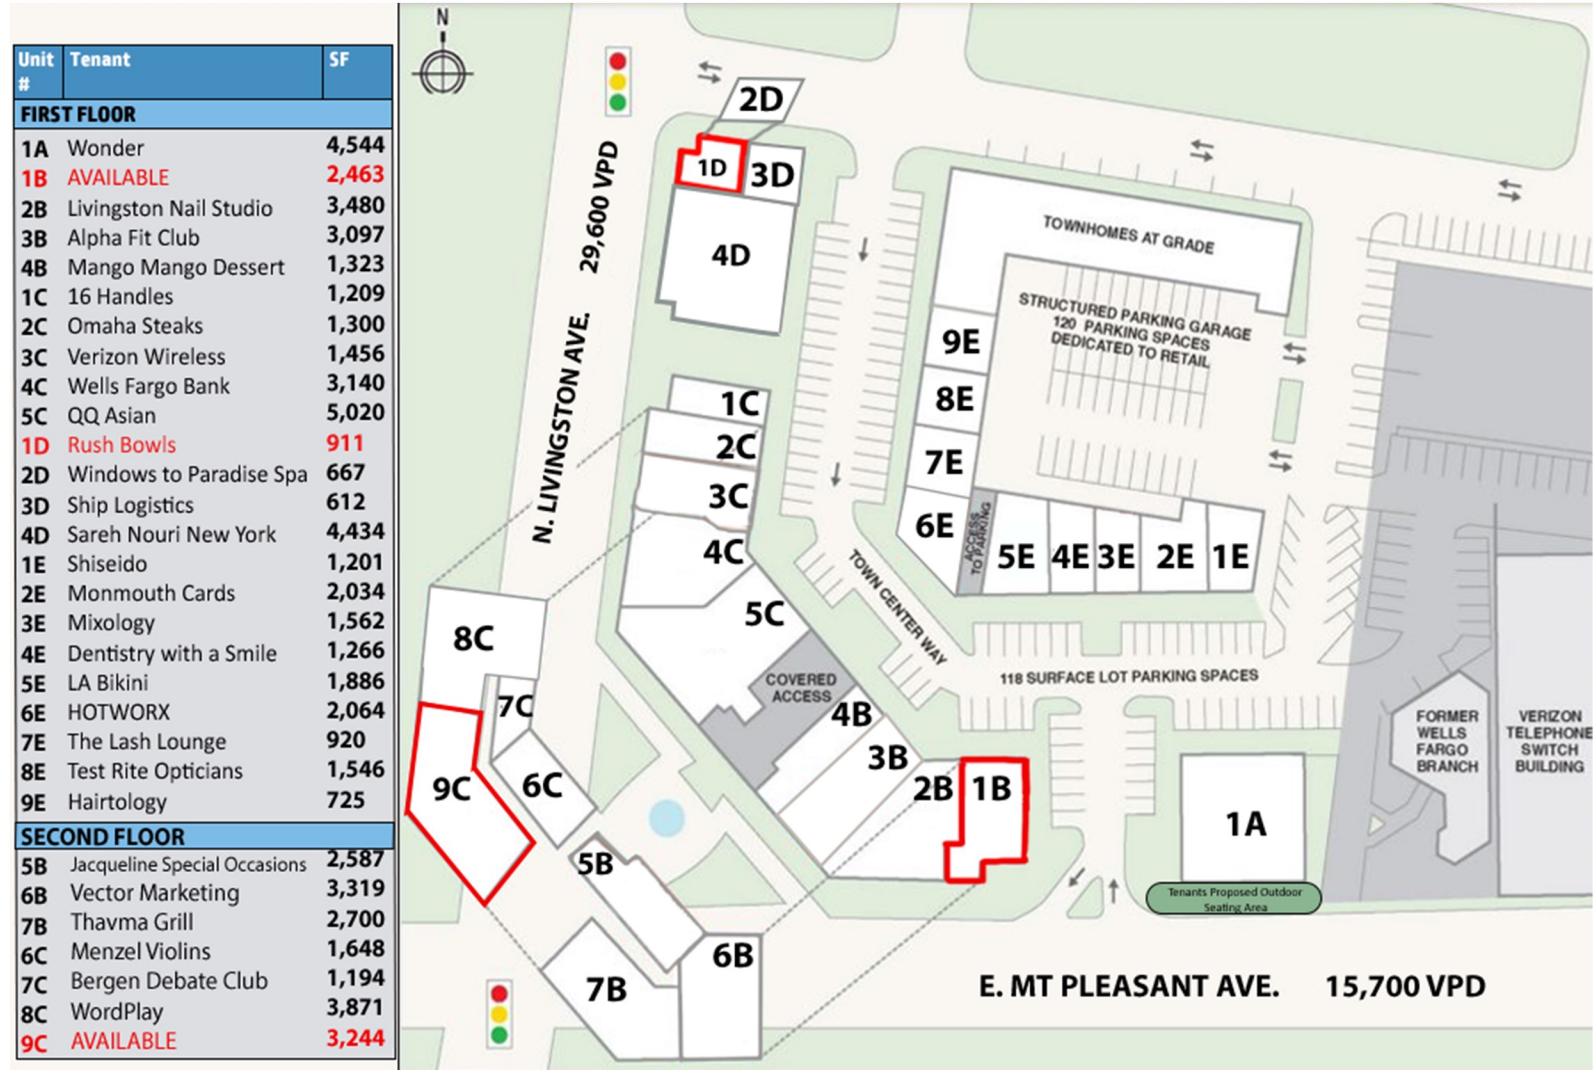 Unit # Tenant SF
FIRST FLOOR
1A Wonder 4,544
1B AVAILABLE 2,463
2B Livingston Nail Studio 3,480
3B Alpha Fit Club 3,097
4B Mango Mango Dessert 1,323
1C 16 Handles 1,209
2C Omaha Steaks 1,300
3C Verizon Wireless 1,456
4C Wells Fargo Bank 3,140
5C QQ Asian 5,020
1D Rush Bowls 911
2D Windows to Paradise Spa 667
3D Ship Logistics 612
4D Sareh Nouri New York 4,434
1E Shiseido 1,201
2E Monmouth Cards 2,034
3E Mixology 1,562
4E Dentistry with a Smile 1,266
5E LA Bikini 1,886
6E HOTWORX 2,064
7E The Lash Lounge 920
8E Test Rite Opticians 1,546
9E Hairtology 725
SECOND FLOOR
5B Jacqueline Special Occasions 2,587
6B Vector Marketing 3,319
7B Thavma Grill 2,700
6C Menzel Violins 1,648
7C Bergen Debate Club 1,194
8C WordPlay 3,871
9C AVAILABLE 3,244
N
2D
1D
3D
4D
29,600 VPD
N. LIVINGSTON AVE.
TOWNHOMES AT GRADE
STRUCTURED PARKING GARAGE
120 PARKING SPACES
DEDICATED TO RETAIL
9E
8E
7E
6E
ACCESS
TO PARKING
5E
4E
3E
2E
1E
1C
2C
3C
4C
5C
TOWN CENTER WAY
118 SURFACE LOT PARKING SPACES
COVERED
ACCESS
4B
3B
2B
1B
1A
Tenants Proposed Outdoor
Seating Area
FORMER
WELLS
FARGO
BRANCH
VERIZON
TELEPHONE
SWITCH
BUILDING
8C
7C
9C
6C
5B
6B
7B
E. MT PLEASANT AVE. 15,700 VPD